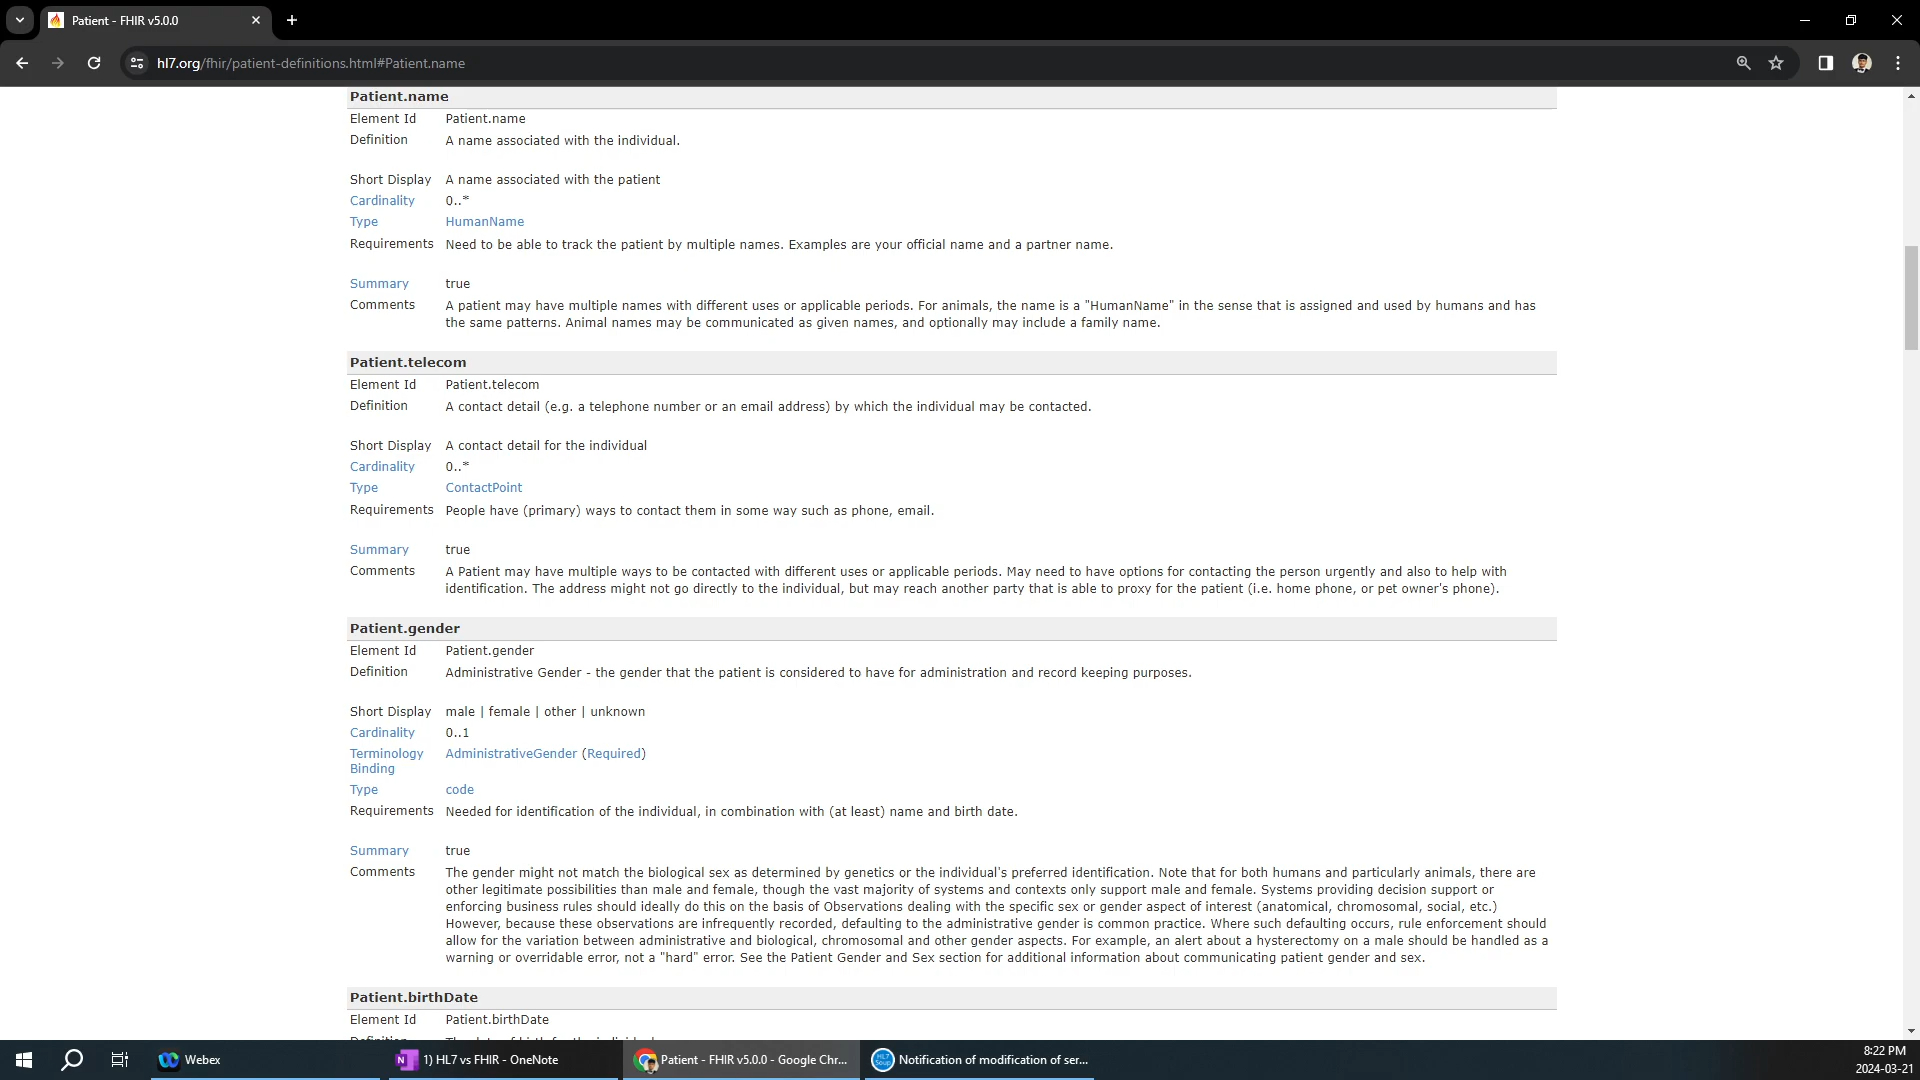 Patient - FHIR v5.0.0
hl7.org/fhir/patient-definitions.html#Patient.name
Patient.name
Element Id Patient.name
Definition A name associated with the individual.
Short Display A name associated with the patient
Cardinality 0..*
Type HumanName
Requirements Need to be able to track the patient by multiple names. Examples are your official name and a partner name.
Summary true
Comments A patient may have multiple names with different uses or applicable periods. For animals, the name is a "HumanName" in the sense that is assigned and used by humans and has
the same patterns. Animal names may be communicated as given names, and optionally may include a family name.
Patient.telecom
Element Id Patient.telecom
Definition A contact detail (e.g. a telephone number or an email address) by which the individual may be contacted.
Short Display A contact detail for the individual
Cardinality 0..*
Type ContactPoint
Requirements People have (primary) ways to contact them in some way such as phone, email.
Summary true
Comments A Patient may have multiple ways to be contacted with different uses or applicable periods. May need to have options for contacting the person urgently and also to help with
identification. The address might not go directly to the individual, but may reach another party that is able to proxy for the patient (i.e. home phone, or pet owner's phone).
Patient.gender
Element Id Patient.gender
Definition Administrative Gender - the gender that the patient is considered to have for administration and record keeping purposes.
Short Display male | female | other | unknown
Cardinality 0..1
Terminology AdministrativeGender (Required)
Binding
Type code
Requirements Needed for identification of the individual, in combination with (at least) name and birth date.
Summary true
Comments The gender might not match the biological sex as determined by genetics or the individual's preferred identification. Note that for both humans and particularly animals, there are
other legitimate possibilities than male and female, though the vast majority of systems and contexts only support male and female. Systems providing decision support or
enforcing business rules should ideally do this on the basis of Observations dealing with the specific sex or gender aspect of interest (anatomical, chromosomal, social, etc.)
However, because these observations are infrequently recorded, defaulting to the administrative gender is common practice. Where such defaulting occurs, rule enforcement should
allow for the variation between administrative and biological, chromosomal and other gender aspects. For example, an alert about a hysterectomy on a male should be handled as a
warning or overridable error, not a "hard" error. See the Patient Gender and Sex section for additional information about communicating patient gender and sex.
Patient.birthDate
Element Id Patient.birthDate
Webex
1) HL7 vs FHIR - OneNote
Patient - FHIR v5.0.0 - Google Chr...
Notification of modification of ser...
8:22 PM
2024-03-21